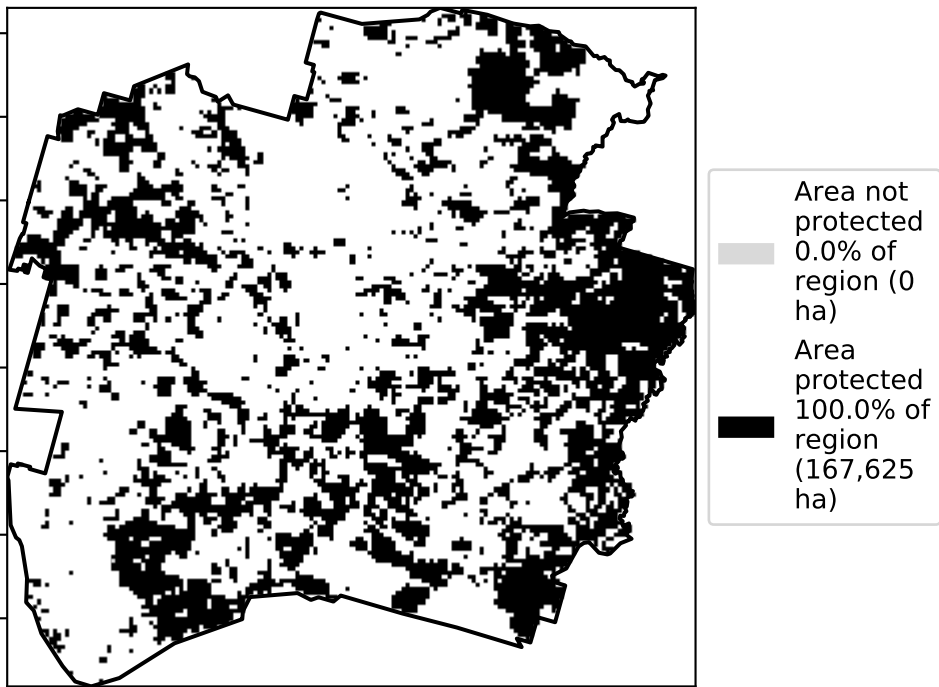 Area not
protected
0.0% of
region (0
ha)
Area
protected
100.0% of
region
(167,625
ha)